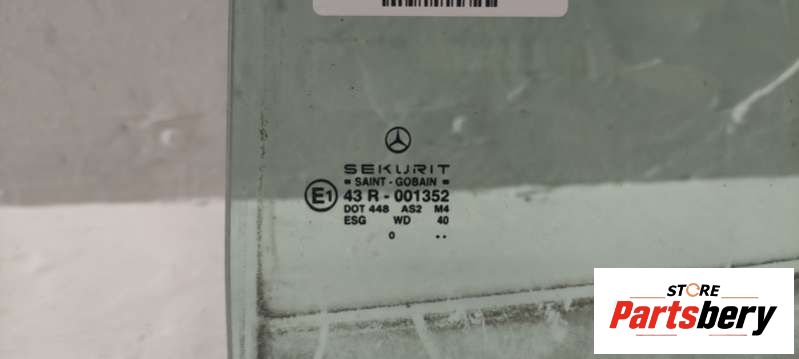 SEKURIT
= SAINT - GOBAIN =
E1 43 R - 001352
DOT 448 AS2 M4
ESG WD 40
0 ..
STORE
Partsbery